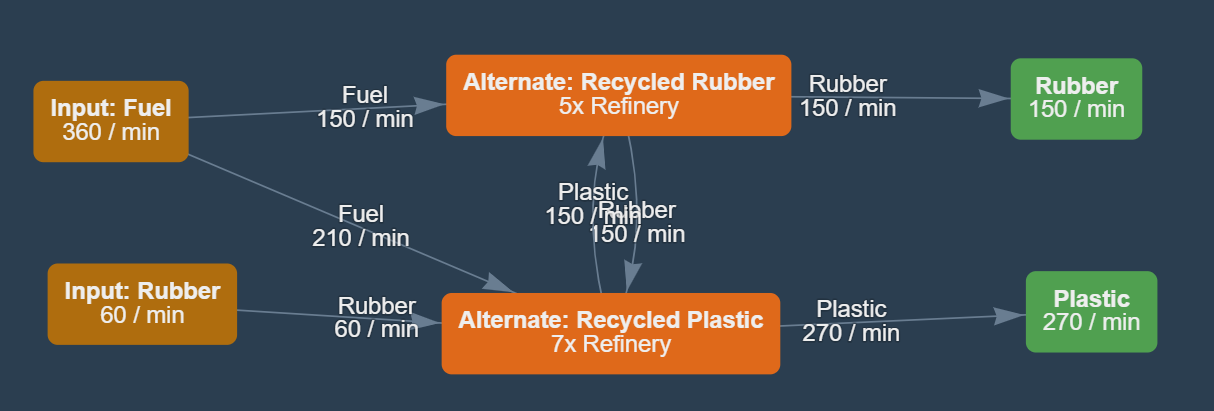 Input: Fuel
360 / min
Fuel
150 / min
Alternate: Recycled Rubber
5x Refinery
Rubber
150 / min
Rubber
150 / min
Plastic
150 / min
Rubber
150 / min
Fuel
210 / min
Input: Rubber
60 / min
Rubber
60 / min
Alternate: Recycled Plastic
7x Refinery
Plastic
270 / min
Plastic
270 / min